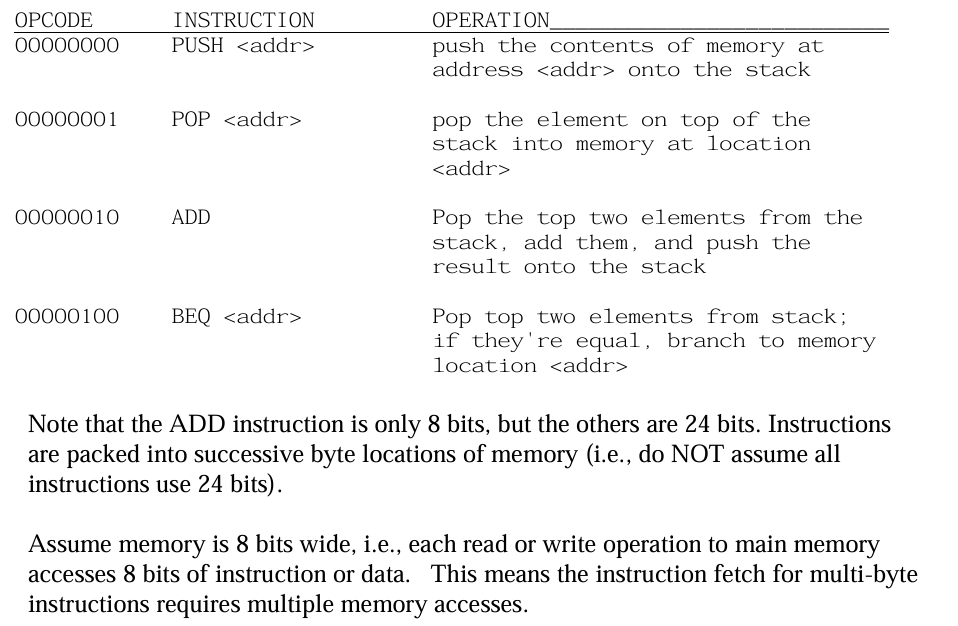 OPCODE INSTRUCTION OPERATION
00000000 PUSH <addr> push the contents of memory at
address <addr> onto the stack
00000001 POP <addr> pop the element on top of the
stack into memory at location
<addr>
00000010 ADD Pop the top two elements from the
stack, add them, and push the
result onto the stack
00000100 BEQ <addr> Pop top two elements from stack;
if they're equal, branch to memory
location <addr>
Note that the ADD instruction is only 8 bits, but the others are 24 bits. Instructions
are packed into successive byte locations of memory (i.e., do NOT assume all
instructions use 24 bits).
Assume memory is 8 bits wide, i.e., each read or write operation to main memory
accesses 8 bits of instruction or data. This means the instruction fetch for multi-byte
instructions requires multiple memory accesses.